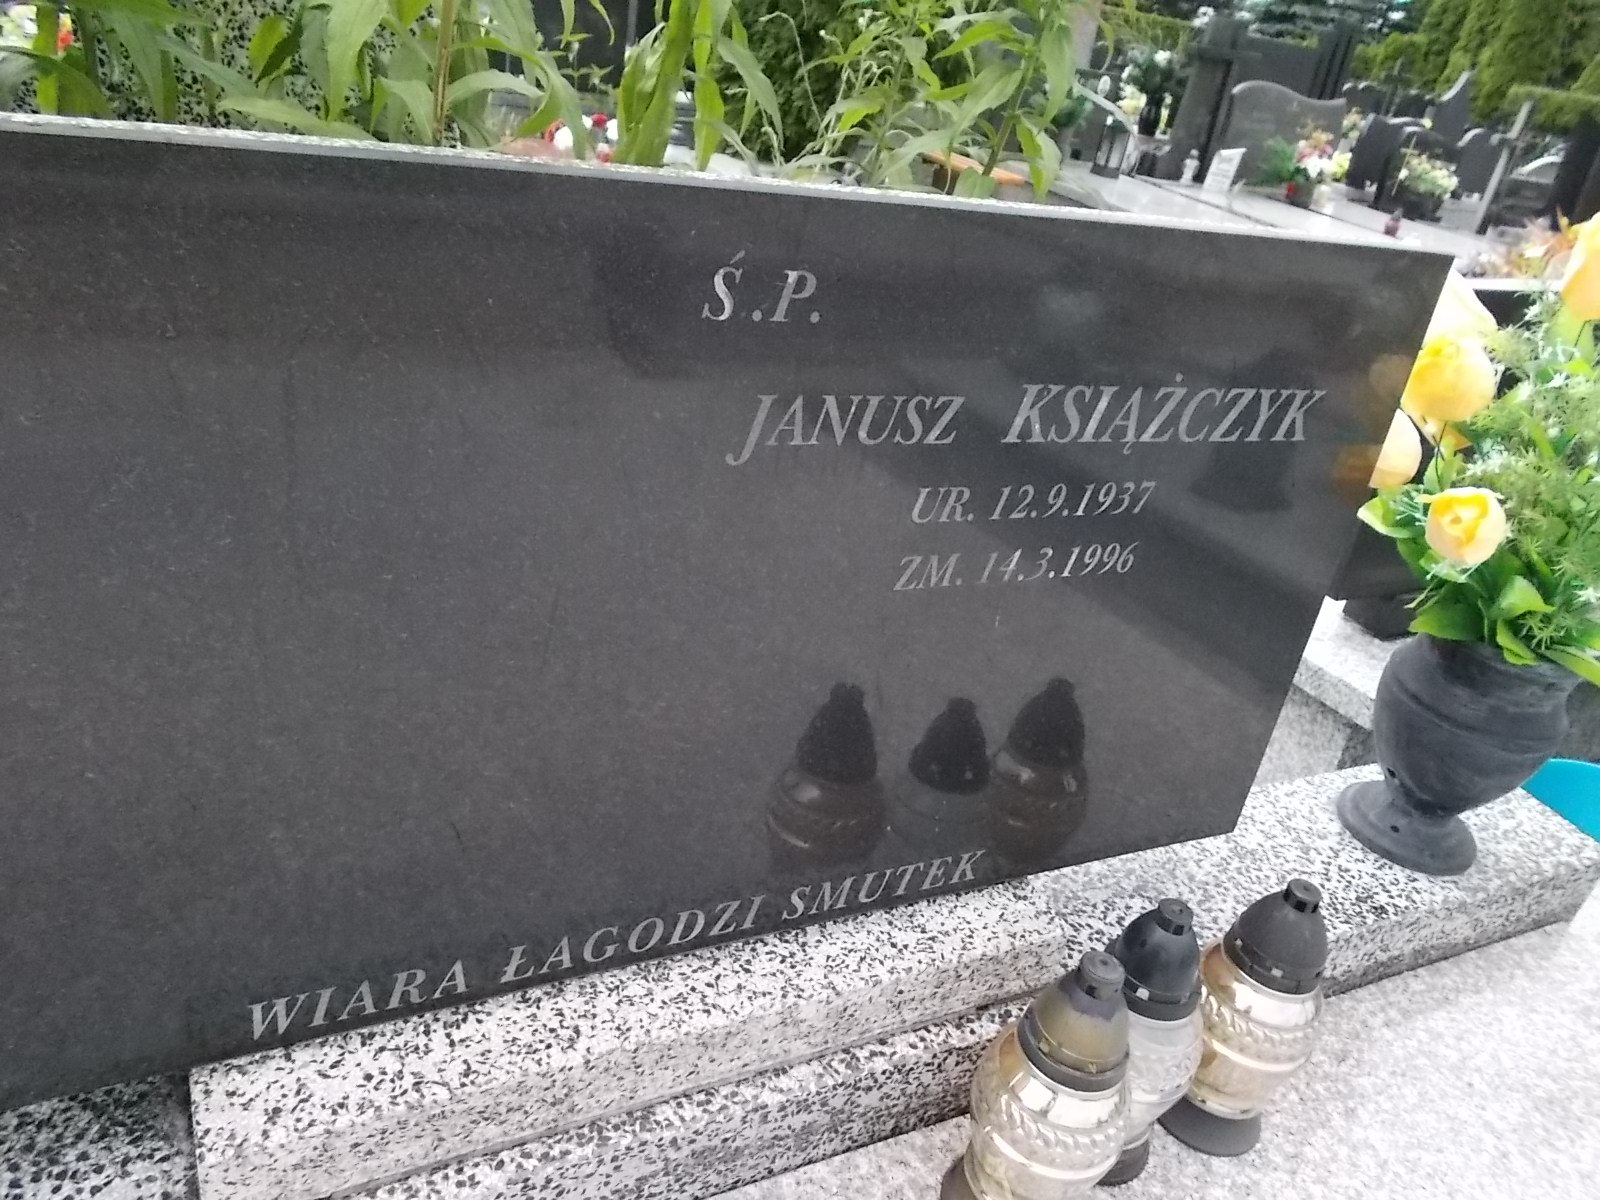 Ś.P.
JANUSZ KSIĄŻCZYK
UR. 12.9.1937
ZM. 14.3.1996
WIARA ŁAGODZI SMUTEK